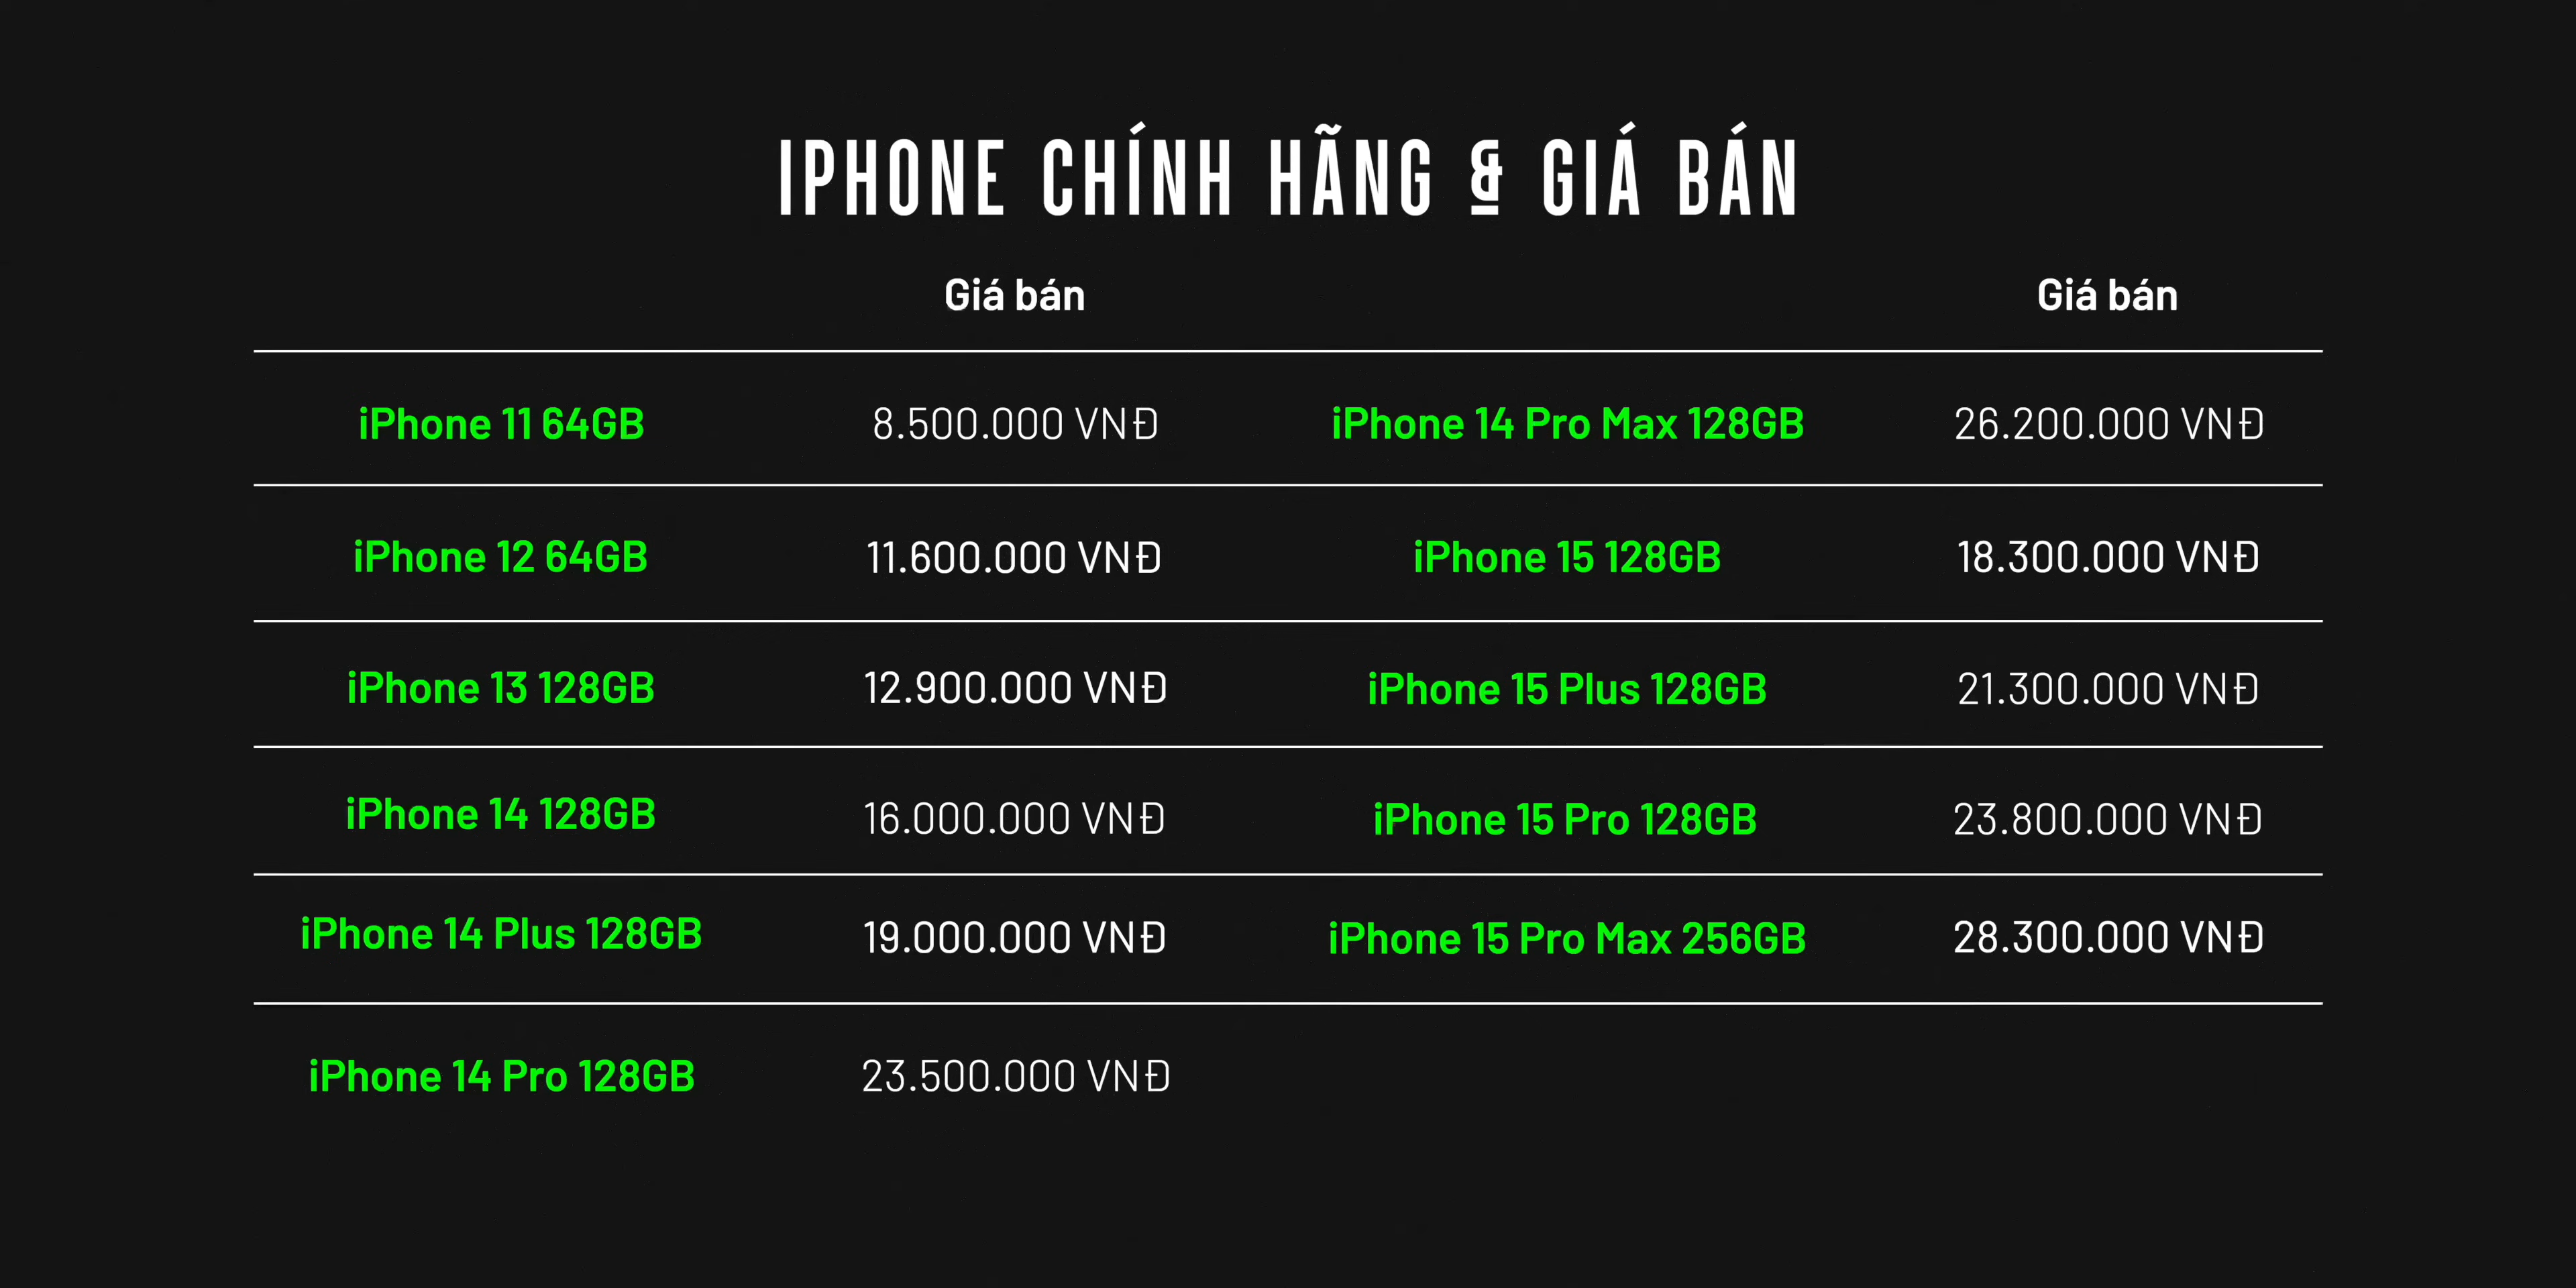 IPHONE CHÍNH HÃNG & GIÁ BÁN
Giá bán Giá bán
iPhone 11 64GB 8.500.000 VNĐ iPhone 14 Pro Max 128GB 26.200.000 VNĐ
iPhone 12 64GB 11.600.000 VNĐ iPhone 15 128GB 18.300.000 VNĐ
iPhone 13 128GB 12.900.000 VNĐ iPhone 15 Plus 128GB 21.300.000 VNĐ
iPhone 14 128GB 16.000.000 VNĐ iPhone 15 Pro 128GB 23.800.000 VNĐ
iPhone 14 Plus 128GB 19.000.000 VNĐ iPhone 15 Pro Max 256GB 28.300.000 VNĐ
iPhone 14 Pro 128GB 23.500.000 VNĐ